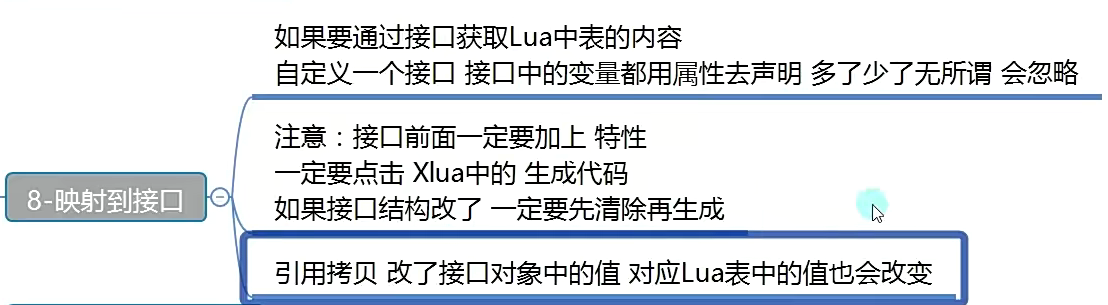 如果要通过接口获取Lua中表的内容
自定义一个接口 接口中的变量都用属性去声明 多了少了无所谓 会忽略
注意：接口前面一定要加上 特性
一定要点击 Xlua中的 生成代码
如果接口结构改了 一定要先清除再生成
8-映射到接口
引用拷贝 改了接口对象中的值 对应Lua表中的值也会改变